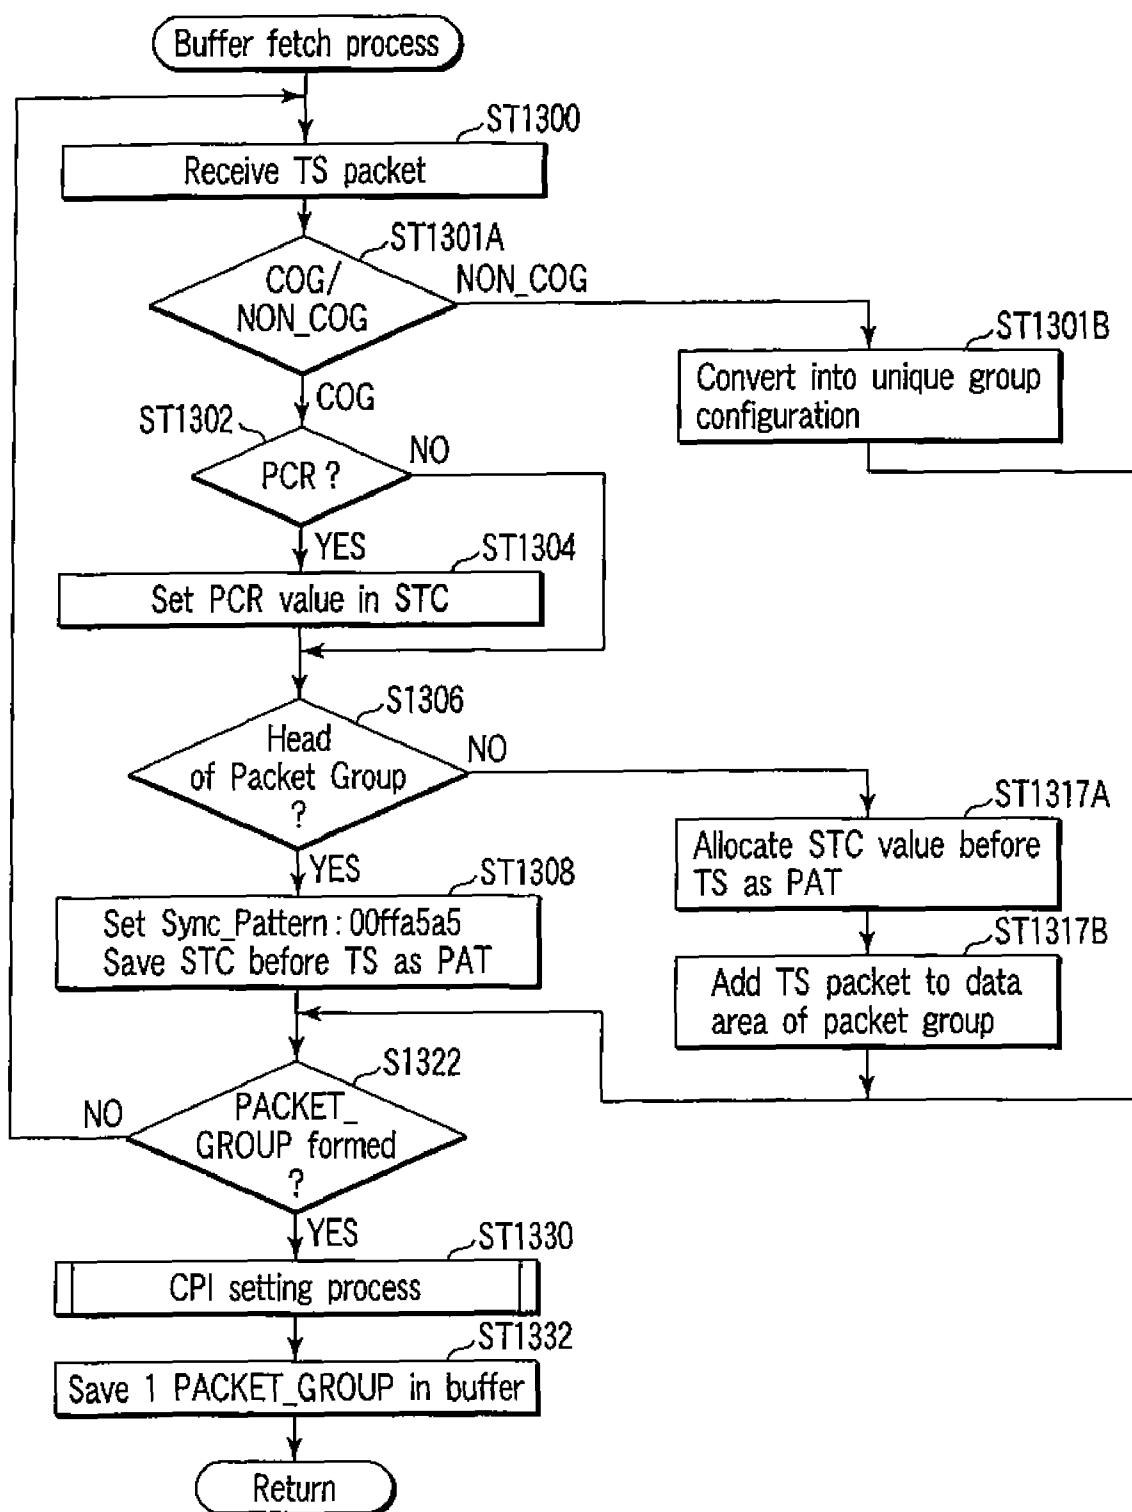 Buffer fetch process
ST1300
Receive TS packet
ST1301A
COG/
NON_COG
NON_COG
ST1301B
Convert into unique group
configuration
COG
ST1302
PCR ?
NO
YES
ST1304
Set PCR value in STC
S1306
Head
of Packet Group
?
NO
ST1317A
Allocate STC value before
TS as PAT
YES
ST1308
Set Sync_Pattern : 00ffa5a5
Save STC before TS as PAT
ST1317B
Add TS packet to data
area of packet group
S1322
PACKET_
GROUP formed
?
NO
YES
ST1330
CPI setting process
ST1332
Save 1 PACKET_GROUP in buffer
Return